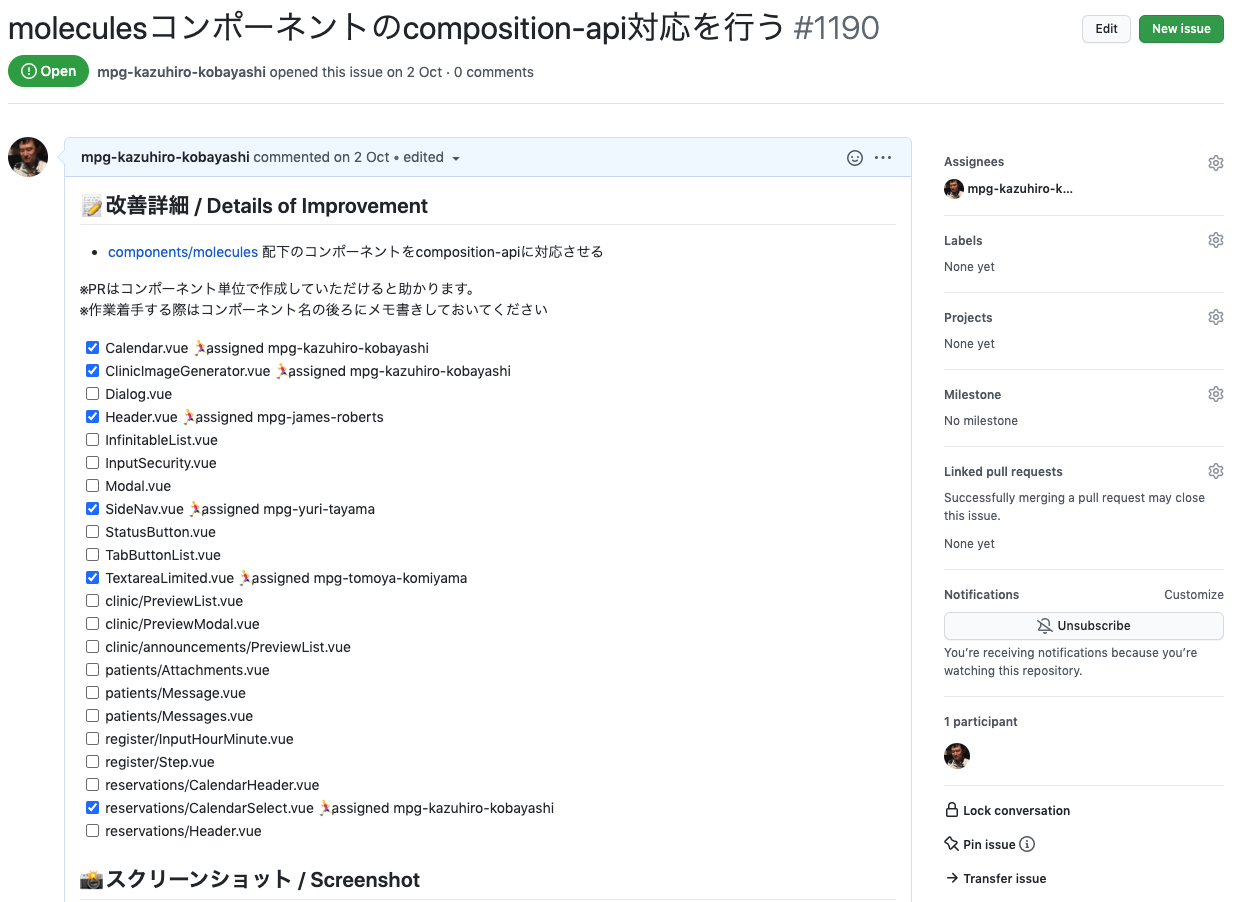 moleculesコンポーネントのcomposition-api対応を行う #1190
Edit
New issue
Open
mpg-kazuhiro-kobayashi opened this issue on 2 Oct · 0 comments
mpg-kazuhiro-kobayashi commented on 2 Oct • edited
📝改善詳細 / Details of Improvement
• components/molecules 配下のコンポーネントをcomposition-apiに対応させる
※PRはコンポーネント単位で作成していただけると助かります。
※作業着手する際はコンポーネント名の後ろにメモ書きしておいてください
Calendar.vue 🏃‍♀️assigned mpg-kazuhiro-kobayashi
ClinicImageGenerator.vue 🏃‍♀️assigned mpg-kazuhiro-kobayashi
Dialog.vue
Header.vue 🏃‍♀️assigned mpg-james-roberts
InfinitableList.vue
InputSecurity.vue
Modal.vue
SideNav.vue 🏃‍♀️assigned mpg-yuri-tayama
StatusButton.vue
TabButtonList.vue
TextareaLimited.vue 🏃‍♀️assigned mpg-tomoya-komiyama
clinic/PreviewList.vue
clinic/PreviewModal.vue
clinic/announcements/PreviewList.vue
patients/Attachments.vue
patients/Message.vue
patients/Messages.vue
register/InputHourMinute.vue
register/Step.vue
reservations/CalendarHeader.vue
reservations/CalendarSelect.vue 🏃‍♀️assigned mpg-kazuhiro-kobayashi
reservations/Header.vue
📸スクリーンショット / Screenshot
Assignees
mpg-kazuhiro-k...
Labels
None yet
Projects
None yet
Milestone
No milestone
Linked pull requests
Successfully merging a pull request may close
this issue.
None yet
Notifications
Customize
Unsubscribe
You’re receiving notifications because you’re
watching this repository.
1 participant
Lock conversation
Pin issue
Transfer issue